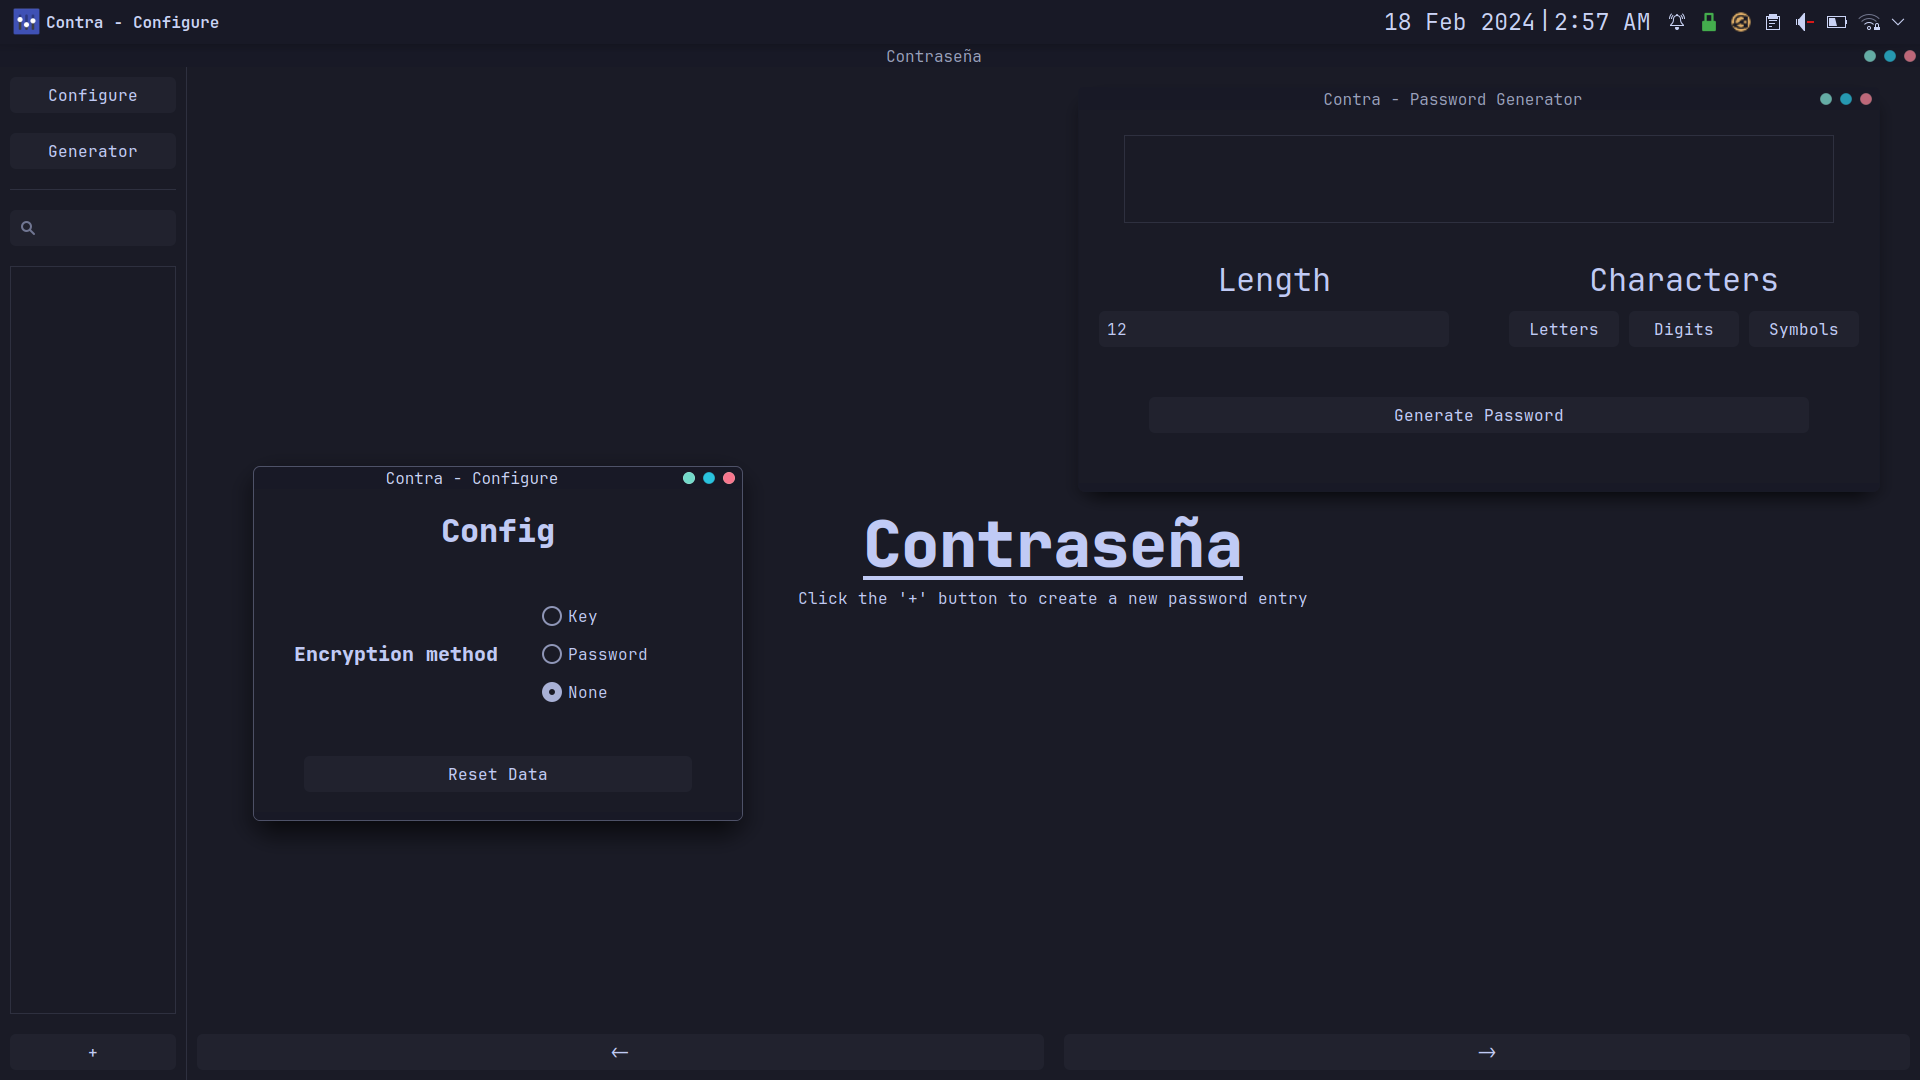 Contra - Configure
18 Feb 2024|2:57 AM
Contraseña
Configure
Generator
+
Contra - Password Generator
Length
Characters
12
Letters
Digits
Symbols
Generate Password
Contra - Configure
Config
Encryption method
Key
Password
None
Reset Data
Contraseña
Click the '+' button to create a new password entry
←
→